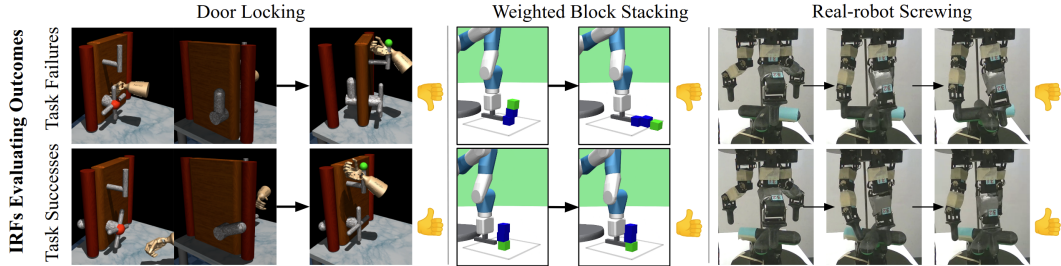 Door Locking
Weighted Block Stacking
Real-robot Screwing
IRFs Evaluating Outcomes
Task Failures
Task Successes